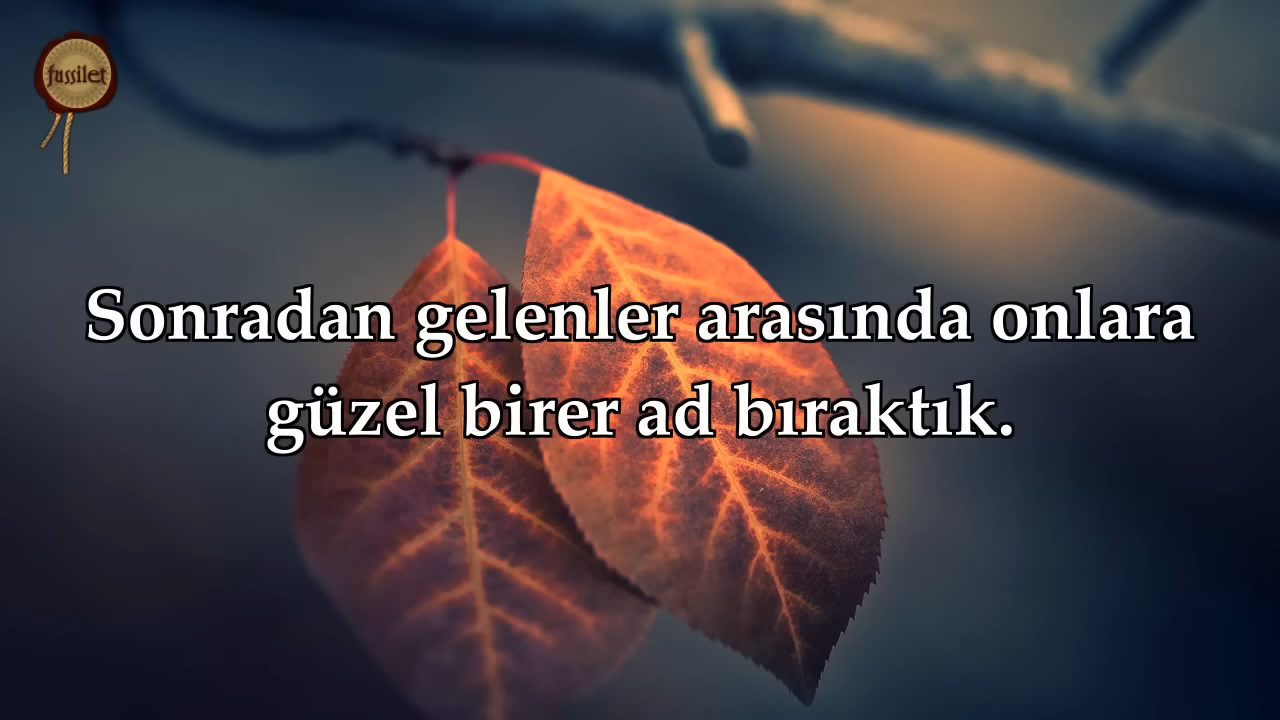 fussilet
Sonradan gelenler arasında onlara
güzel birer ad bıraktık.